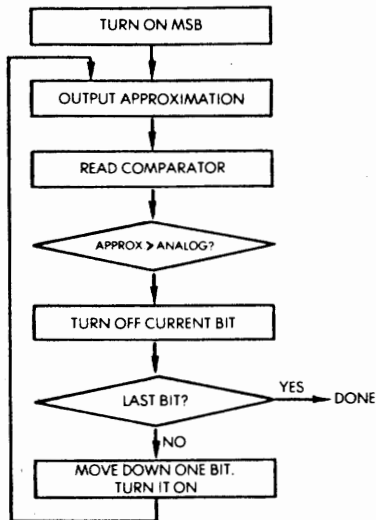 TURN ON MSB
OUTPUT APPROXIMATION
READ COMPARATOR
APPROX > ANALOG?
TURN OFF CURRENT BIT
LAST BIT?
YES
DONE
NO
MOVE DOWN ONE BIT.
TURN IT ON